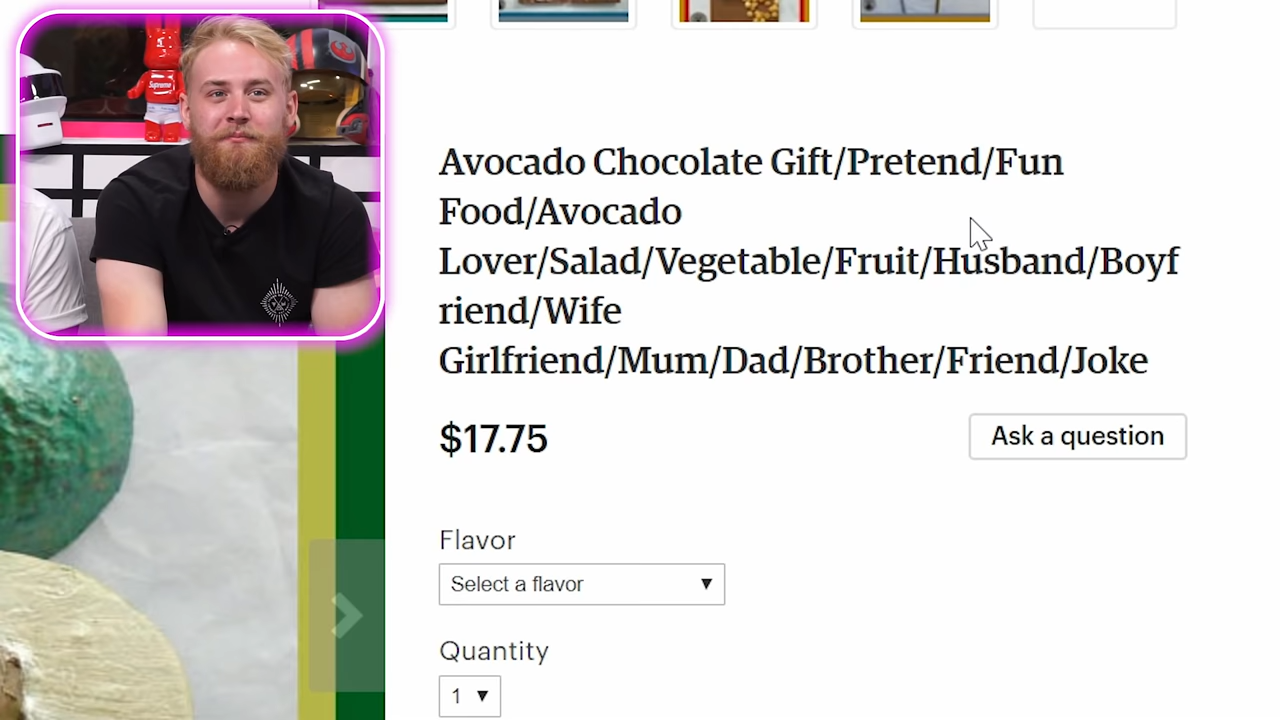 Supreme
Avocado Chocolate Gift/Pretend/Fun
Food/Avocado
Lover/Salad/Vegetable/Fruit/Husband/Boyf
riend/Wife
Girlfriend/Mum/Dad/Brother/Friend/Joke
$17.75
Ask a question
Flavor
Select a flavor
Quantity
1